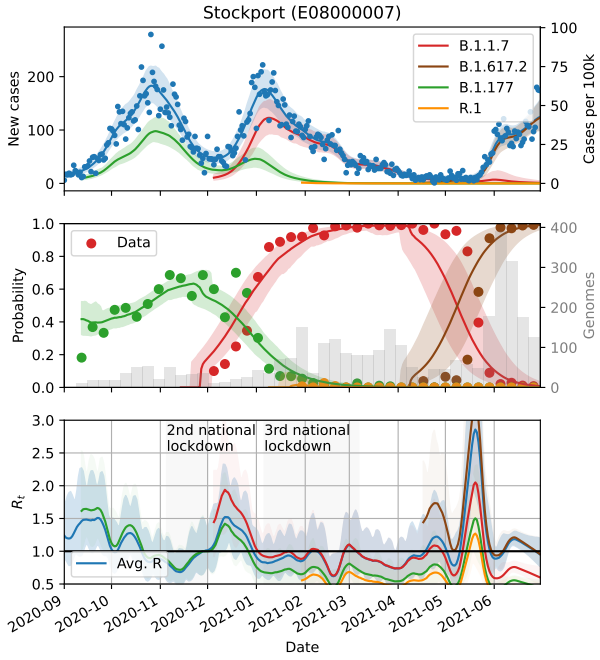 Stockport (E08000007)
New cases
0
100
200
B.1.1.7
B.1.617.2
B.1.177
R.1
0
25
50
75
100
Cases per 100k
Probability
0.0
0.2
0.4
0.6
0.8
1.0
Data
0
100
200
300
400
Genomes
Rt
0.5
1.0
1.5
2.0
2.5
3.0
2nd national
lockdown
3rd national
lockdown
Avg. R
2020-09
2020-10
2020-11
2020-12
2021-01
2021-02
2021-03
2021-04
2021-05
2021-06
Date